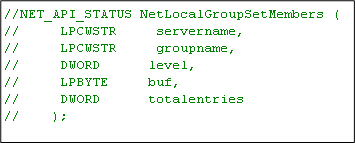 //NET_API_STATUS NetLocalGroupSetMembers (
//     LPCWSTR     servername,
//     LPCWSTR     groupname,
//     DWORD      level,
//     LPBYTE     buf,
//     DWORD      totalentries
//    );